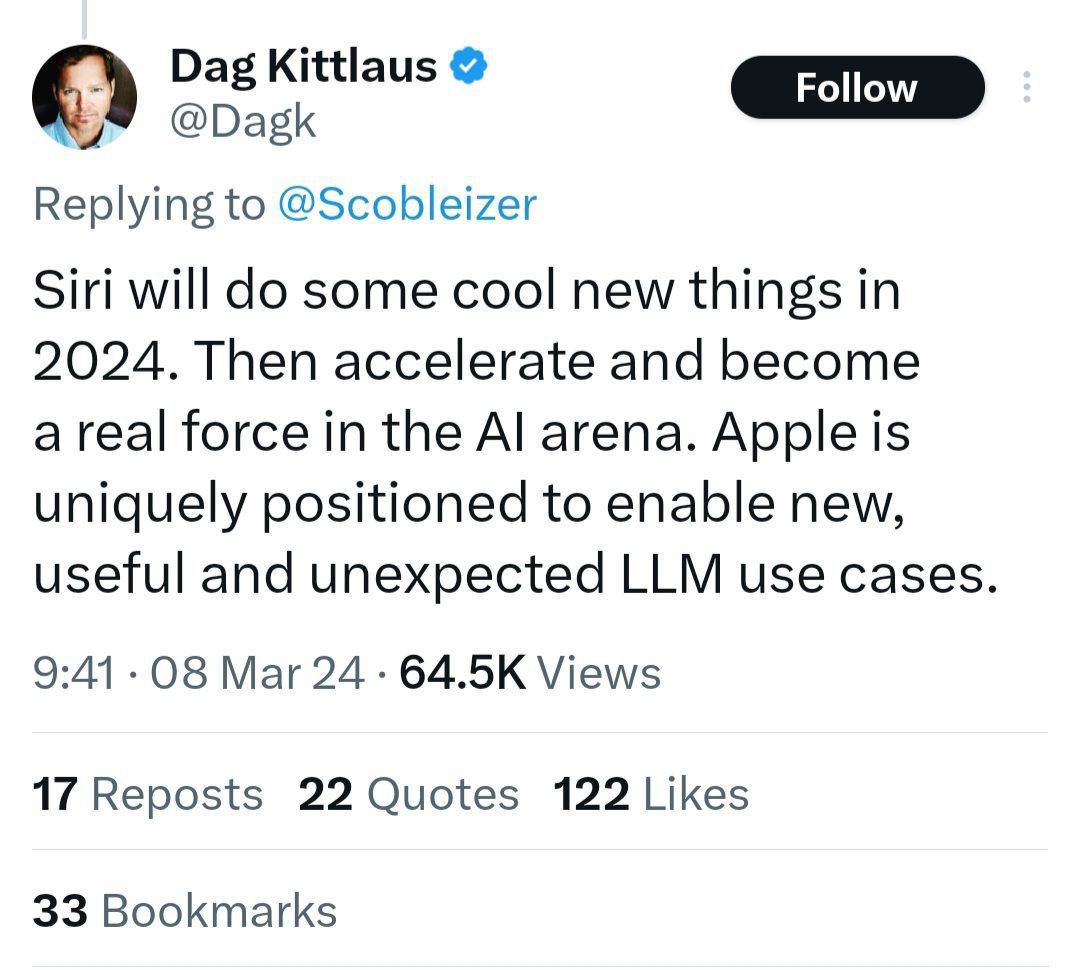 Dag Kittlaus
@Dagk
Follow
Replying to @Scobleizer
Siri will do some cool new things in
2024. Then accelerate and become
a real force in the AI arena. Apple is
uniquely positioned to enable new,
useful and unexpected LLM use cases.
9:41 · 08 Mar 24 · 64.5K Views
17 Reposts 22 Quotes 122 Likes
33 Bookmarks